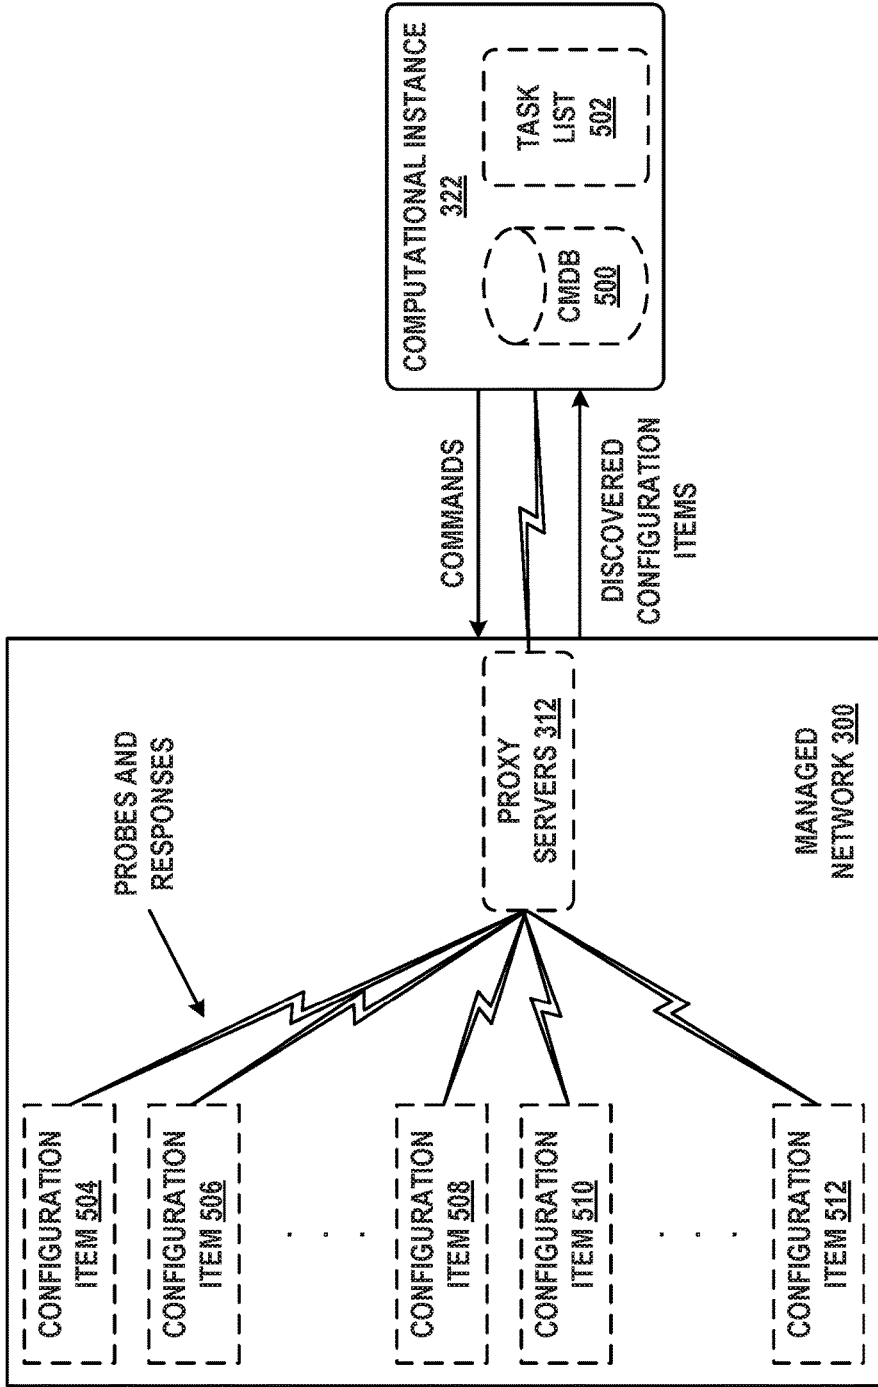 COMPUTATIONAL INSTANCE
322
CMDB
500
TASK
LIST
502
COMMANDS
DISCOVERED
CONFIGURATION
ITEMS
PROBES AND
RESPONSES
PROXY
SERVERS 312
MANAGED
NETWORK 300
CONFIGURATION
ITEM 504
CONFIGURATION
ITEM 506
. . .
CONFIGURATION
ITEM 508
CONFIGURATION
ITEM 510
. . .
CONFIGURATION
ITEM 512